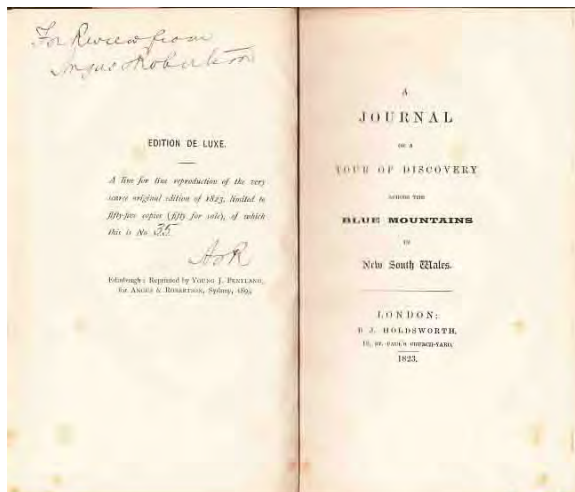 For Review from
Angus & Robertson
EDITION DE LUXE.
A line for line reproduction of the very
scarce original edition of 1823, limited to
fifty-five copies (fifty for sale), of which
this is No. 35
A & R
Edinburgh: Reprinted by YOUNG J. PENTLAND,
for ANGUS & ROBERTSON, Sydney,
A
JOURNAL
OF A
TOUR OF DISCOVERY
ACROSS THE
BLUE MOUNTAINS
IN
New South Wales.
LONDON:
B. J. HOLDSWORTH,
18, ST. PAUL'S CHURCH-YARD.
1823.